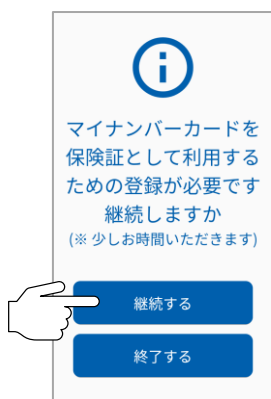 マイナンバーカードを
保険証として利用する
ための登録が必要です
継続しますか
(※ 少しお時間いただきます)
継続する
終了する